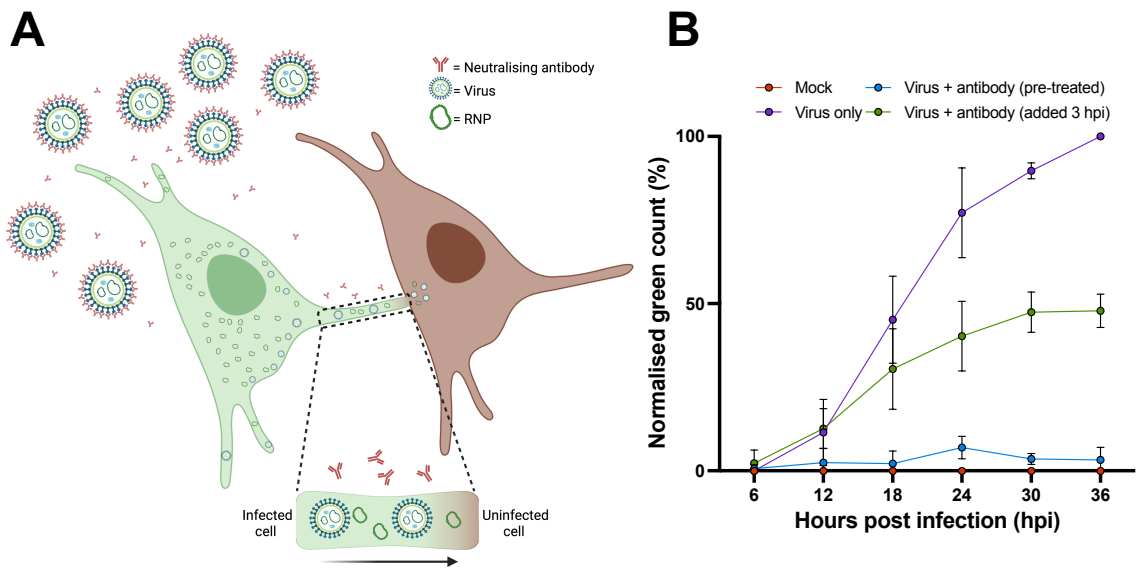 A
= Neutralising antibody
= Virus
= RNP
Infected
cell
Uninfected
cell
B
Mock
Virus + antibody (pre-treated)
Virus only
Virus + antibody (added 3 hpi)
Normalised green count (%)
100
50
0
6 12 18 24 30 36
Hours post infection (hpi)